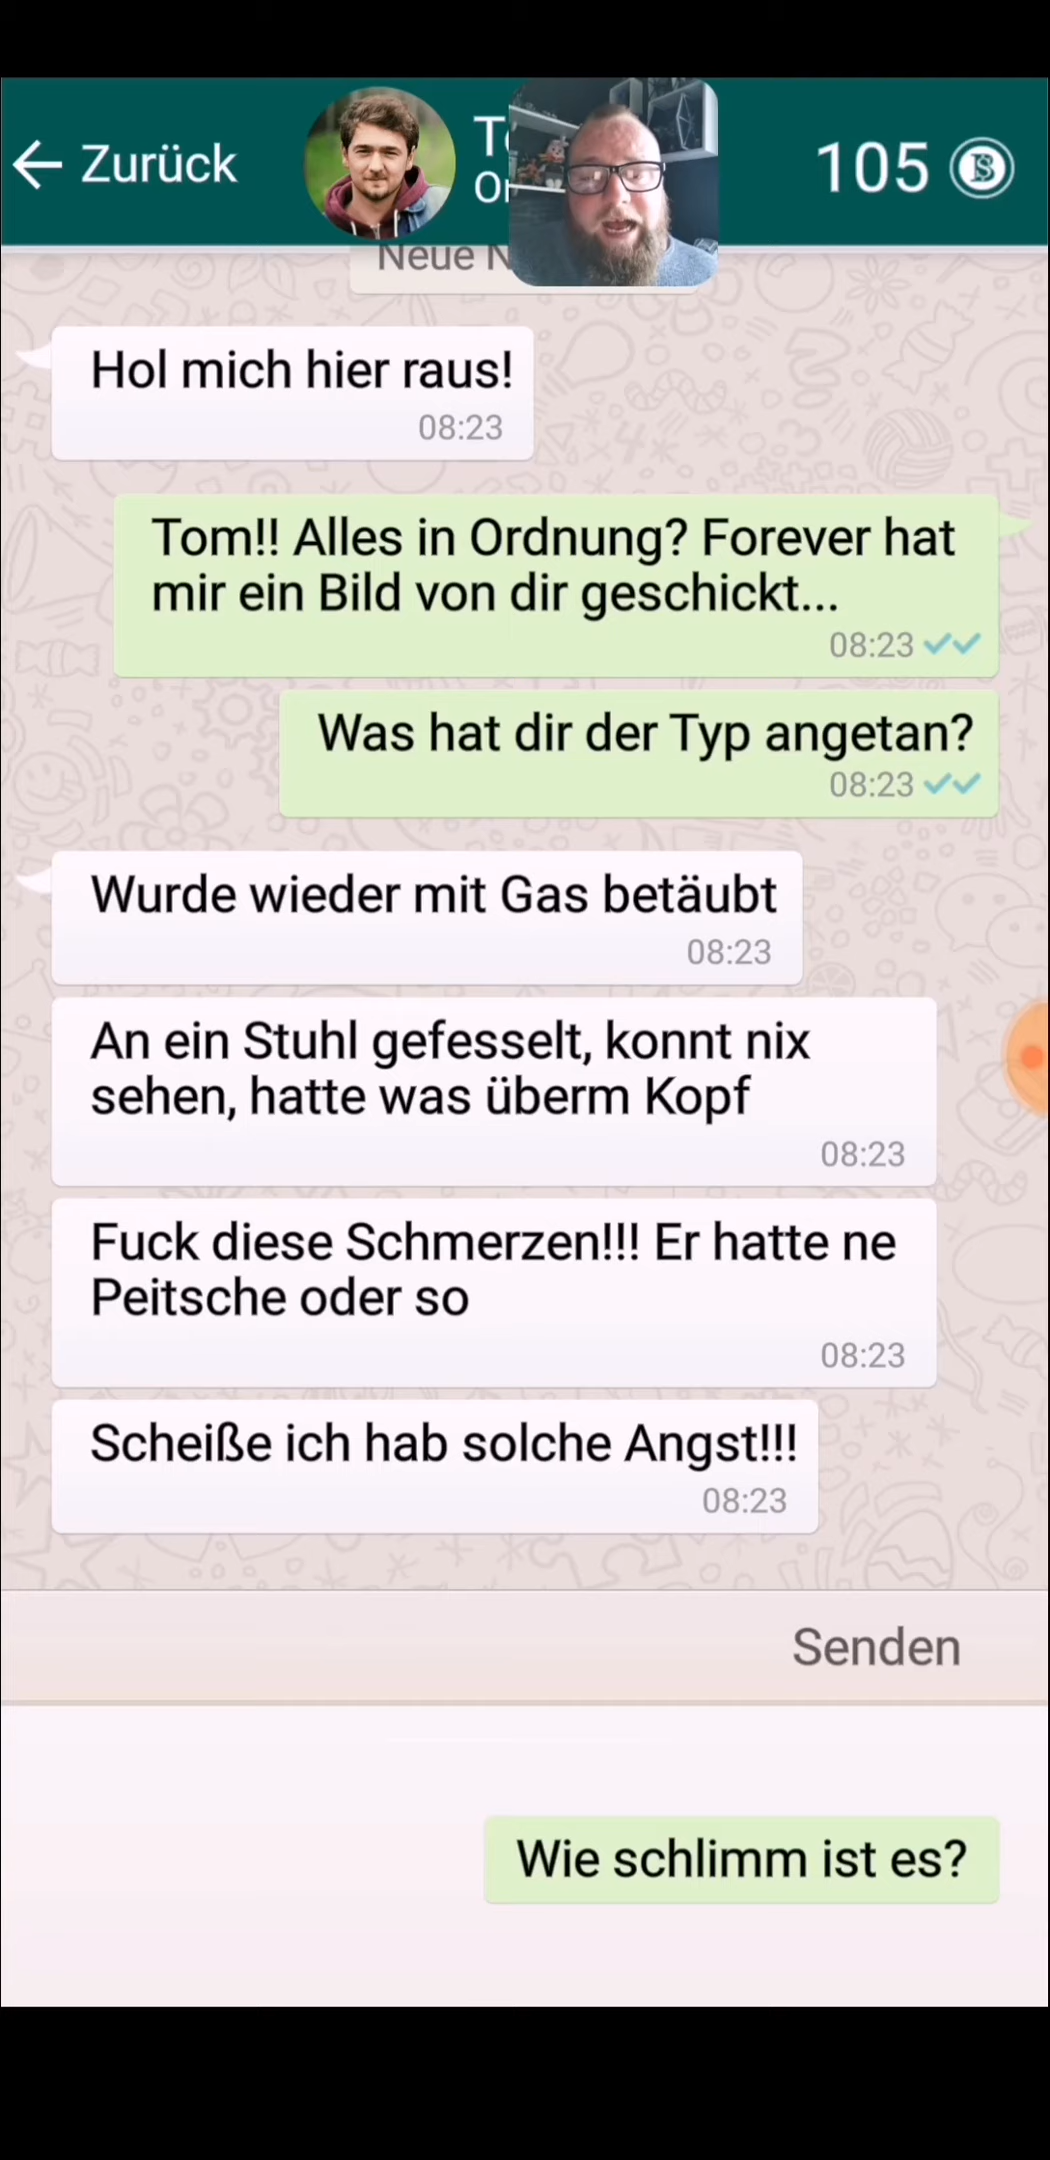 Zurück
105
Neue
Hol mich hier raus!
08:23
Tom!! Alles in Ordnung? Forever hat
mir ein Bild von dir geschickt...
08:23
Was hat dir der Typ angetan?
08:23
Wurde wieder mit Gas betäubt
08:23
An ein Stuhl gefesselt, konnt nix
sehen, hatte was überm Kopf
08:23
Fuck diese Schmerzen!!! Er hatte ne
Peitsche oder so
08:23
Scheiße ich hab solche Angst!!!
08:23
Senden
Wie schlimm ist es?